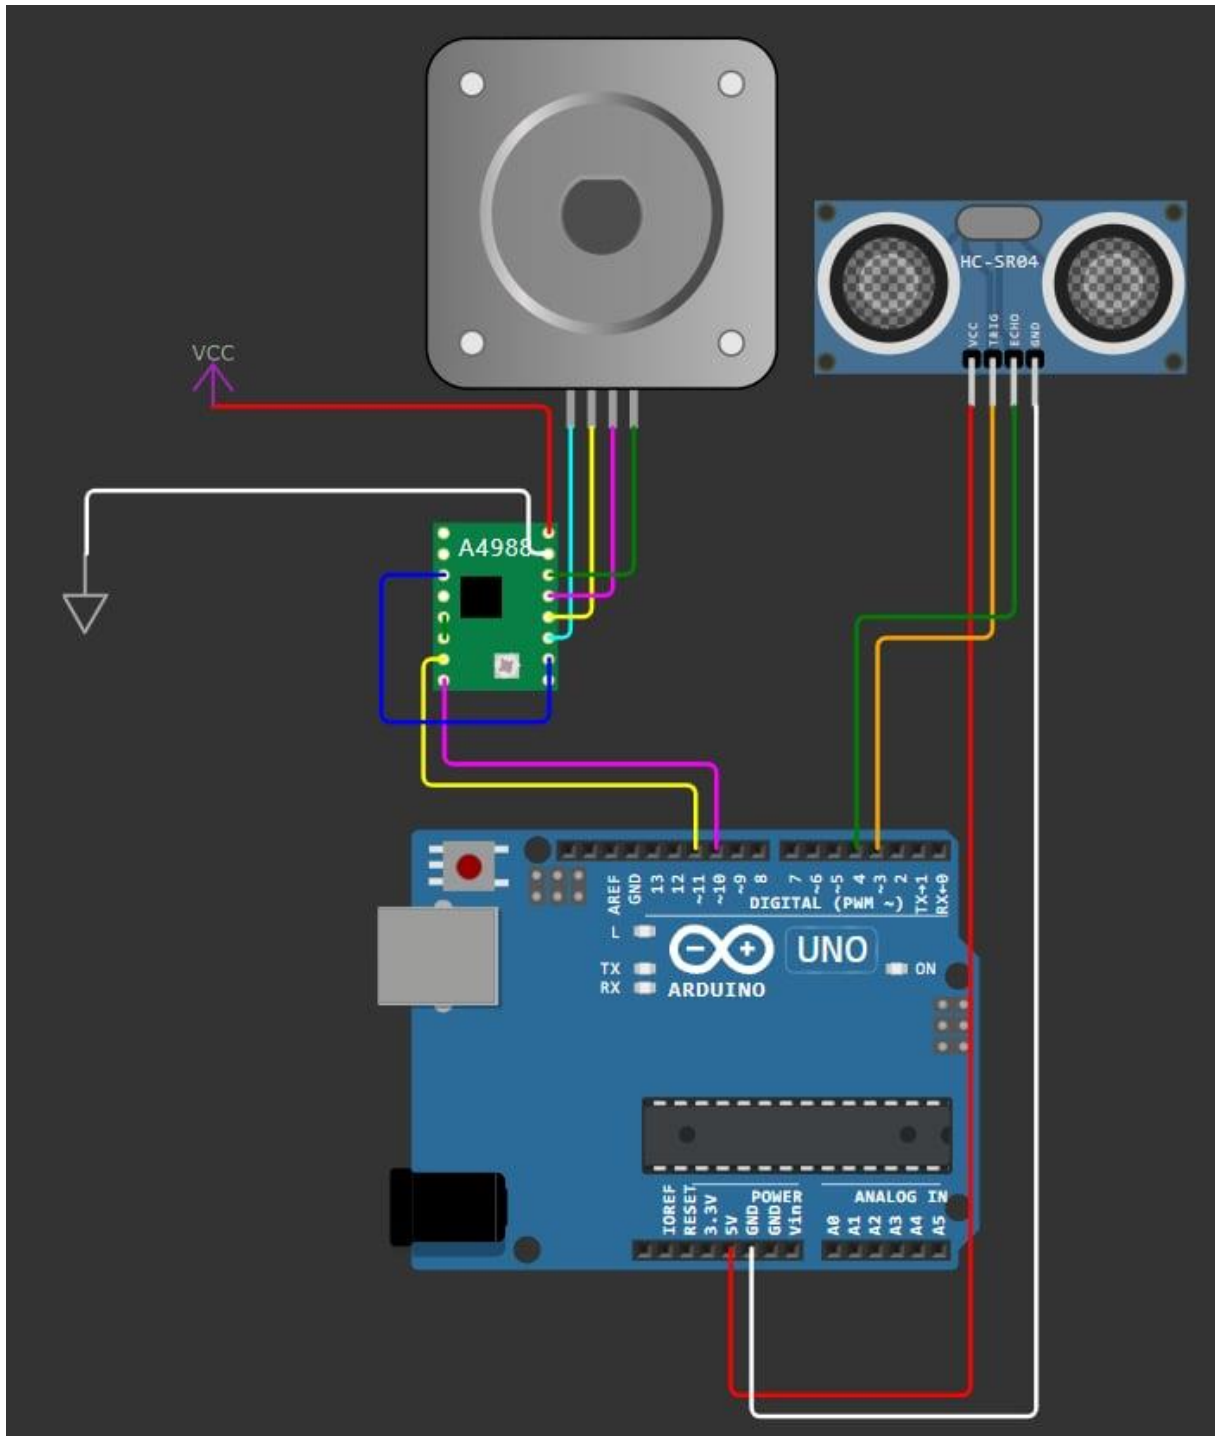 HC-SR04
VCC
TRIG
ECHO
GND
VCC
A4988
AREF
GND
13
12
~11
~10
~9
8
7
~6
~5
4
~3
2
TX→1
RX←0
DIGITAL (PWM ~)
L
TX
RX
UNO
ON
ARDUINO
IOREF
RESET
3.3V
5V
GND
GND
Vin
POWER
ANALOG IN
A0
A1
A2
A3
A4
A5